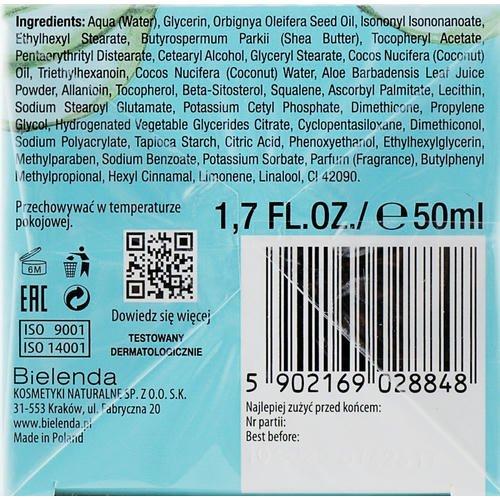 Ingredients: Aqua (Water), Glycerin, Orbignya Oleifera Seed Oil, Isononyl Isononanoate,
Ethylhexyl Stearate, Butyrospermum Parkii (Shea Butter), Tocopheryl Acetate,
Pentaerythrityl Distearate, Cetearyl Alcohol, Glyceryl Stearate, Cocos Nucifera (Coconut)
Oil, Triethylhexanoin, Cocos Nucifera (Coconut) Water, Aloe Barbadensis Leaf Juice
Powder, Allantoin, Tocopherol, Beta-Sitosterol, Squalene, Ascorbyl Palmitate, Lecithin,
Sodium Stearoyl Glutamate, Potassium Cetyl Phosphate, Dimethicone, Propylene
Glycol, Hydrogenated Vegetable Glycerides Citrate, Cyclopentasiloxane, Dimethiconol,
Sodium Polyacrylate, Tapioca Starch, Citric Acid, Phenoxyethanol, Ethylhexylglycerin,
Methylparaben, Sodium Benzoate, Potassium Sorbate, Parfum (Fragrance), Butylphenyl
Metylpropional, Hexyl Cinnamal, Limonene, Linalool, CI 42090.
Przechowywać w temperaturze
pokojowej.
1,7 FL.OZ./ ℮ 50ml
6M
EAC
Dowiedz się więcej
ISO 9001
ISO 14001
TESTOWANY
DERMATOLOGICZNIE
Bielenda
KOSMETYKI NATURALNE SP. Z O.O. S.K.
31-553 Kraków, ul. Fabryczna 20
www.bielenda.pl
Made in Poland
5 902169 028848
Najlepiej zużyć przed końcem:
Nr partii:
Best before: